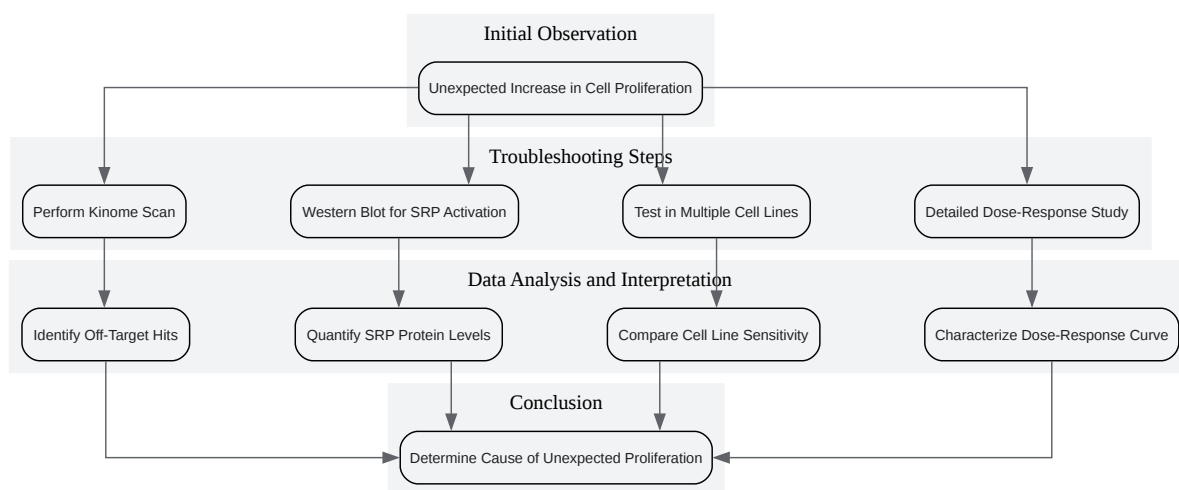 Initial Observation
Unexpected Increase in Cell Proliferation
Troubleshooting Steps
Perform Kinome Scan
Western Blot for SRP Activation
Test in Multiple Cell Lines
Detailed Dose-Response Study
Data Analysis and Interpretation
Identify Off-Target Hits
Quantify SRP Protein Levels
Compare Cell Line Sensitivity
Characterize Dose-Response Curve
Conclusion
Determine Cause of Unexpected Proliferation